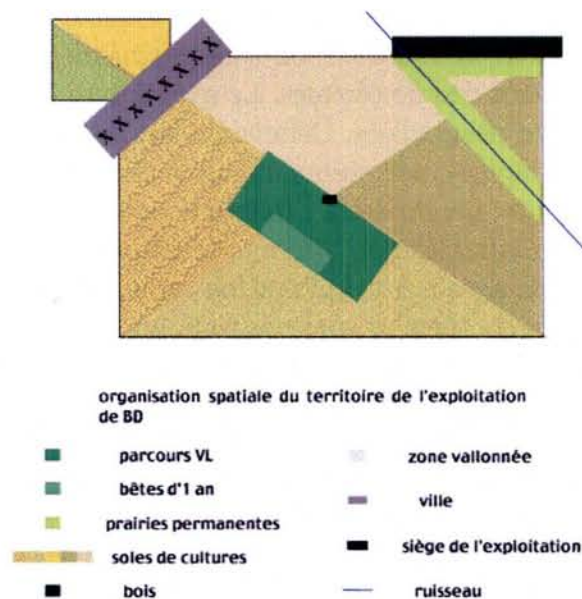 XXXXXXXX
organisation spatiale du territoire de l'exploitation
de BD
parcours VL
bêtes d'1 an
prairies permanentes
soles de cultures
bois
zone vallonnée
ville
siège de l'exploitation
ruisseau